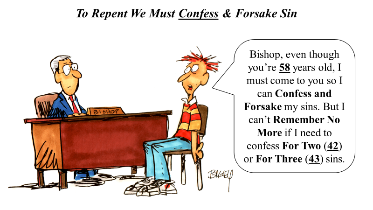 To Repent We Must Confess & Forsake Sin
Bishop, even though
you're 58 years old, I
must come to you so I
can Confess and
Forsake my sins. But I
can't Remember No
More if I need to
confess For Two (42)
or For Three (43) sins.
BISHOP